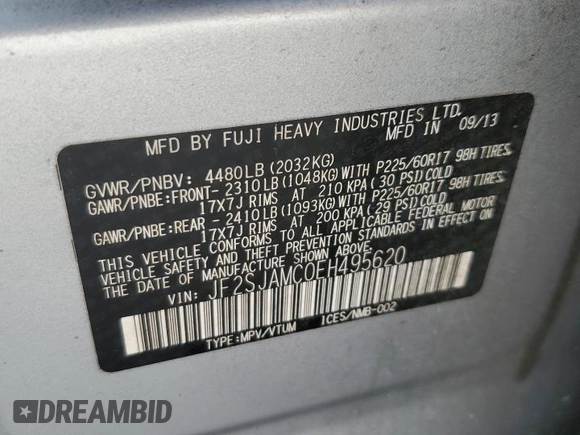 MFD BY FUJI HEAVY INDUSTRIES LTD.
MFD IN 09/13
GVWR/PNBV: 4480LB(2032KG)
GAWR/PNBE:FRONT- 2310LB(1048KG)WITH P225/60R17 98H TIRES,
17X7J RIMS AT 210 KPA(30 PSI)COLD
GAWR/PNBE:REAR - 2410LB(1093KG)WITH P225/60R17 98H TIRES,
17X7J RIMS AT 200 KPA(29 PSI)COLD
THIS VEHICLE CONFORMS TO ALL APPLICABLE FEDERAL MOTOR
VEHICLE SAFETY AND THEFT PREVENTION STANDARDS IN EFFECT ON
THE DATE OF MANUFACTURE SHOWN ABOVE.
VIN: JF2SJAMC0EH495620
TYPE:MPV/VTUM ICES/NMB-002
DREAMBID